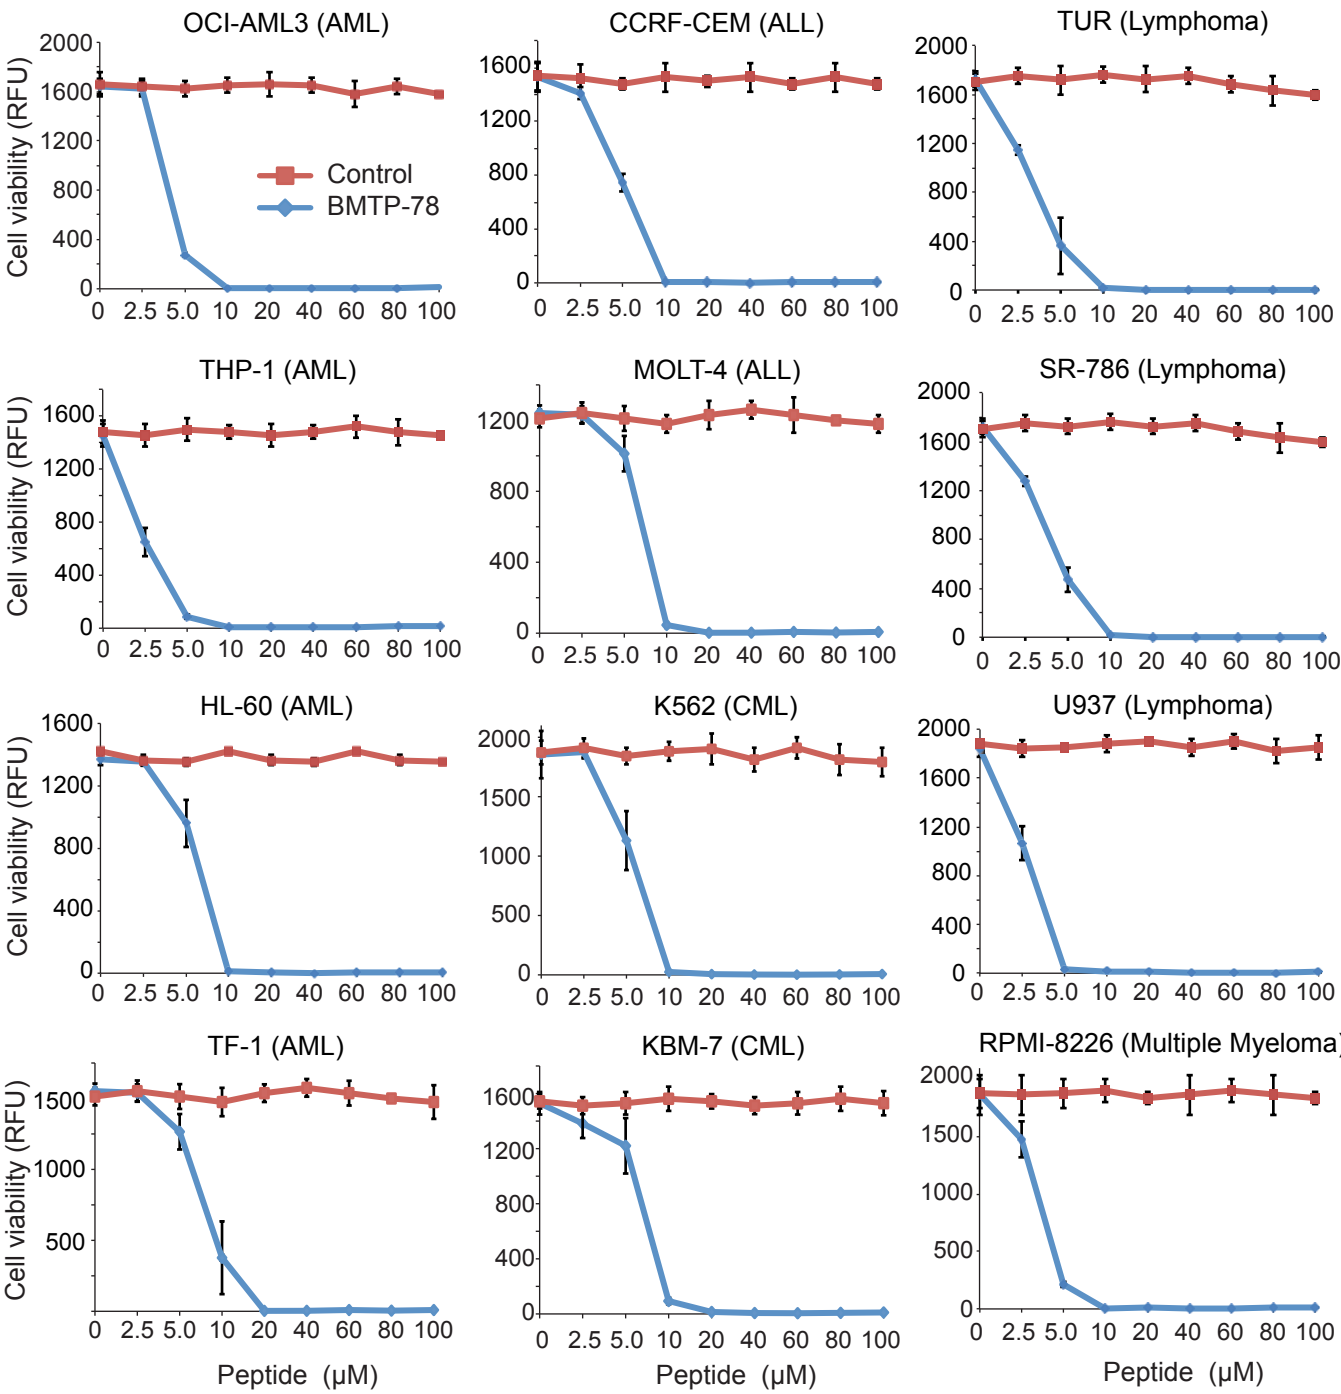 OCI-AML3 (AML)
Cell viability (RFU)
2000
1600
1200
800
400
0
Control
BMTP-78
0 2.5 5.0 10 20 40 60 80 100
CCRF-CEM (ALL)
1600
1200
800
400
0
0 2.5 5.0 10 20 40 60 80 100
TUR (Lymphoma)
2000
1600
1200
800
400
0
0 2.5 5.0 10 20 40 60 80 100
THP-1 (AML)
Cell viability (RFU)
1600
1200
800
400
0
0 2.5 5.0 10 20 40 60 80 100
MOLT-4 (ALL)
1200
800
400
0
0 2.5 5.0 10 20 40 60 80 100
SR-786 (Lymphoma)
2000
1600
1200
800
400
0
0 2.5 5.0 10 20 40 60 80 100
HL-60 (AML)
Cell viability (RFU)
1600
1200
800
400
0
0 2.5 5.0 10 20 40 60 80 100
K562 (CML)
2000
1500
1000
500
0
0 2.5 5.0 10 20 40 60 80 100
U937 (Lymphoma)
2000
1600
1200
800
400
0
0 2.5 5.0 10 20 40 60 80 100
TF-1 (AML)
Cell viability (RFU)
1500
1000
500
0 2.5 5.0 10 20 40 60 80 100
Peptide (μM)
KBM-7 (CML)
1600
1200
800
400
0
0 2.5 5.0 10 20 40 60 80 100
Peptide (μM)
RPMI-8226 (Multiple Myeloma)
2000
1500
1000
500
0
0 2.5 5.0 10 20 40 60 80 100
Peptide (μM)